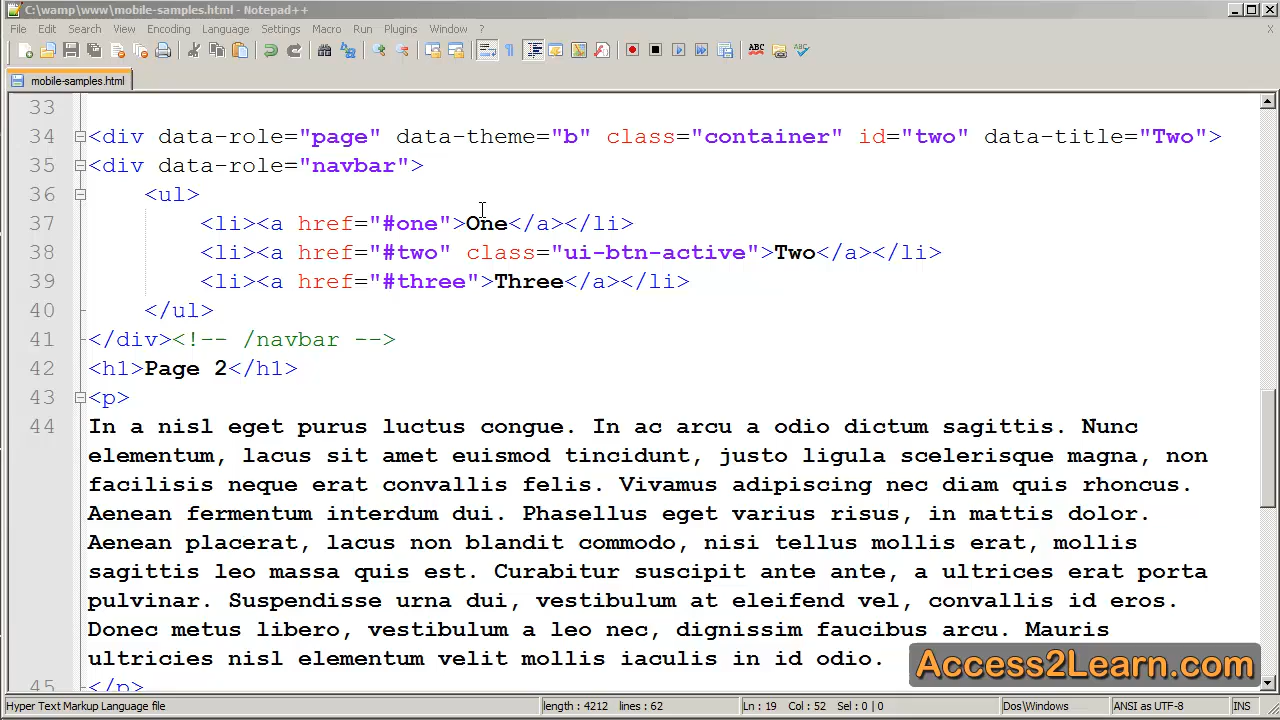 C:\wamp\www\mobile-samples.html - Notepad++
File Edit Search View Encoding Language Settings Macro Run Plugins Window ? X
ABC ABC
mobile-samples.html
33
34 <div data-role="page" data-theme="b" class="container" id="two" data-title="Two">
35 <div data-role="navbar">
36 <ul>
37 <li><a href="#one">One</a></li>
38 <li><a href="#two" class="ui-btn-active">Two</a></li>
39 <li><a href="#three">Three</a></li>
40 </ul>
41 </div><!-- /navbar -->
42 <h1>Page 2</h1>
43 <p>
44 In a nisl eget purus luctus congue. In ac arcu a odio dictum sagittis. Nunc
elementum, lacus sit amet euismod tincidunt, justo ligula scelerisque magna, non
facilisis neque erat convallis felis. Vivamus adipiscing nec diam quis rhoncus.
Aenean fermentum interdum dui. Phasellus eget varius risus, in mattis dolor.
Aenean placerat, lacus non blandit commodo, nisi tellus mollis erat, mollis
sagittis leo massa quis est. Curabitur suscipit ante ante, a ultrices erat porta
pulvinar. Suspendisse urna dui, vestibulum at eleifend vel, convallis id eros.
Donec metus libero, vestibulum a leo nec, dignissim faucibus arcu. Mauris
ultricies nisl elementum velit mollis iaculis in id odio.
Access2Learn.com
45 </p>
Hyper Text Markup Language file length : 4212 lines : 62 Ln : 19 Col : 52 Sel : 0 | 0 Dos\Windows ANSI as UTF-8 INS